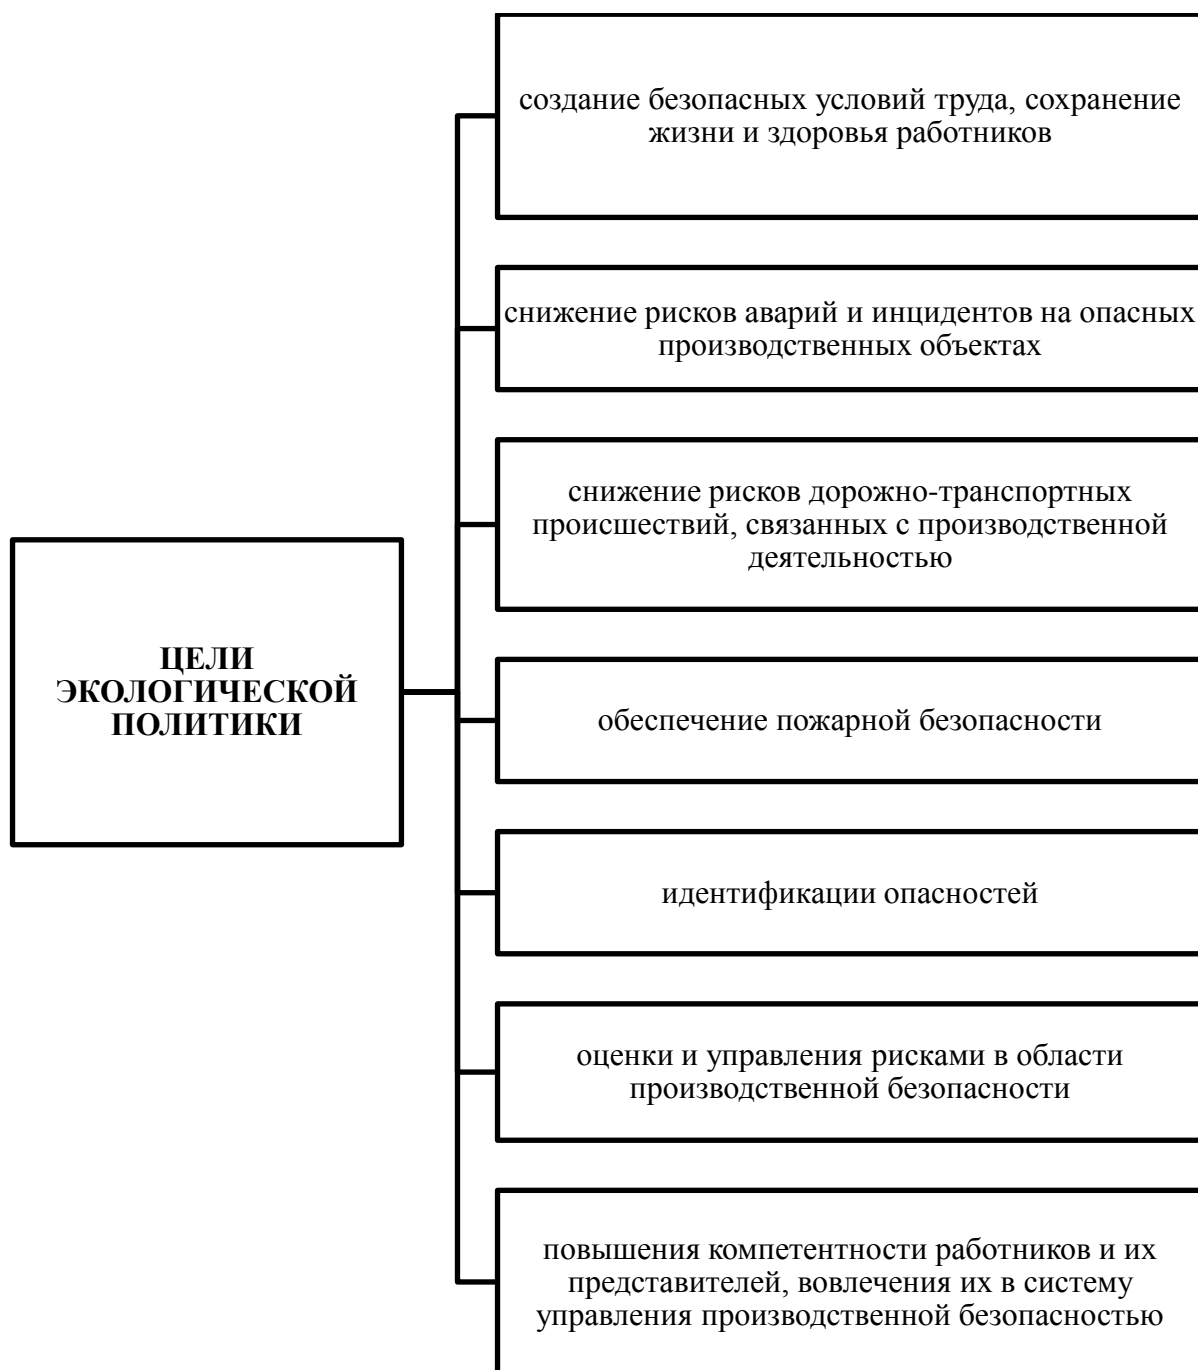 создание безопасных условий труда, сохранение
жизни и здоровья работников
снижение рисков аварий и инцидентов на опасных
производственных объектах
снижение рисков дорожно-транспортных
происшествий, связанных с производственной
деятельностью
ЦЕЛИ
ЭКОЛОГИЧЕСКОЙ
ПОЛИТИКИ
обеспечение пожарной безопасности
идентификации опасностей
оценки и управления рисками в области
производственной безопасности
повышения компетентности работников и их
представителей, вовлечения их в систему
управления производственной безопасностью